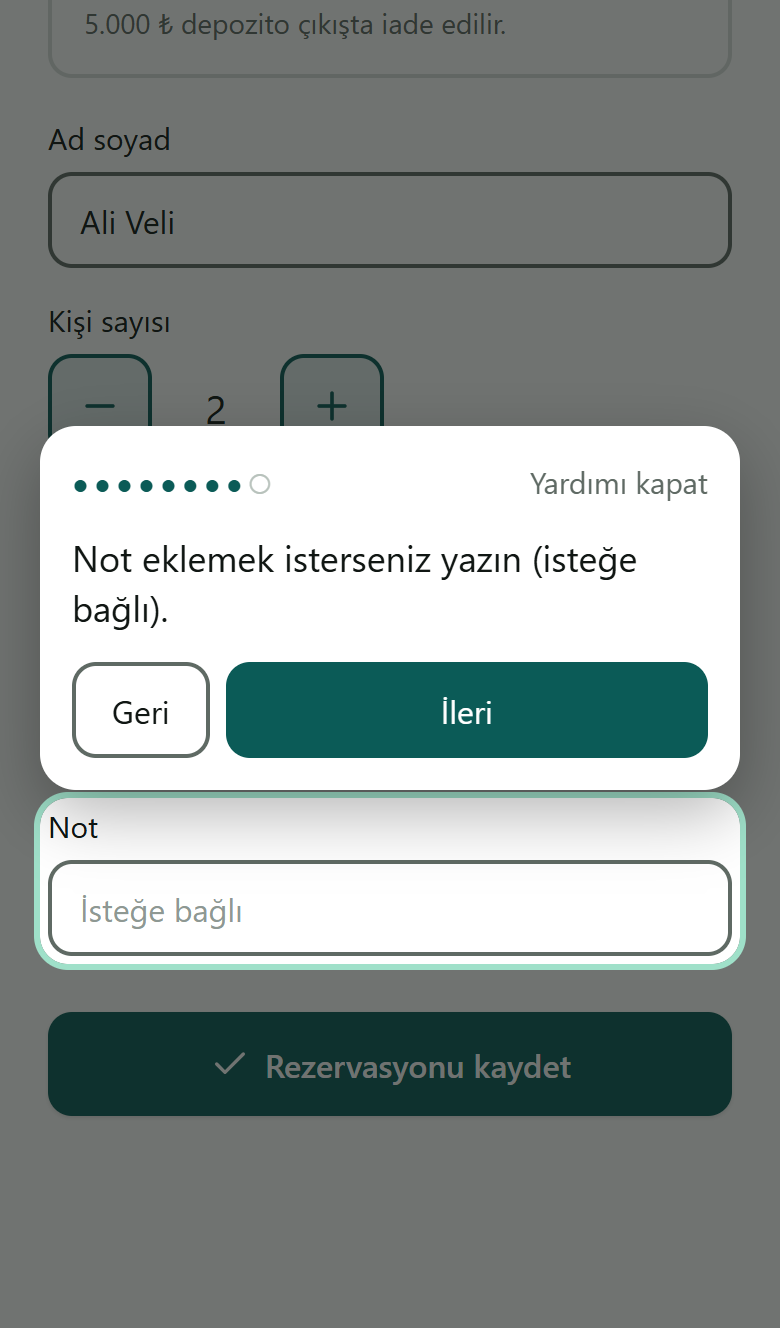 5.000 ₺ depozito çıkışta iade edilir.
Ad soyad
Ali Veli
Kişi sayısı
2
Yardımı kapat
Not eklemek isterseniz yazın (isteğe
bağlı).
Geri
İleri
Not
İsteğe bağlı
Rezervasyonu kaydet